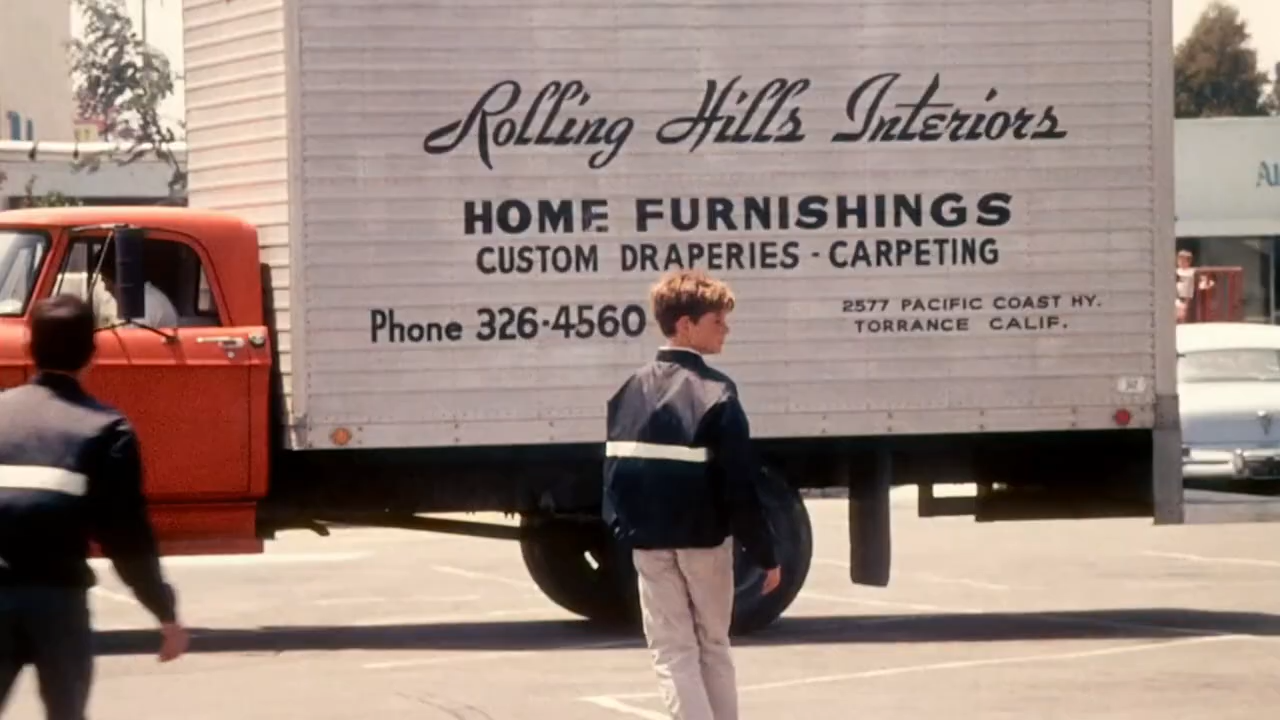 Rolling Hills Interiors
HOME FURNISHINGS
CUSTOM DRAPERIES - CARPETING
Phone 326-4560
2577 PACIFIC COAST HY.
TORRANCE CALIF.